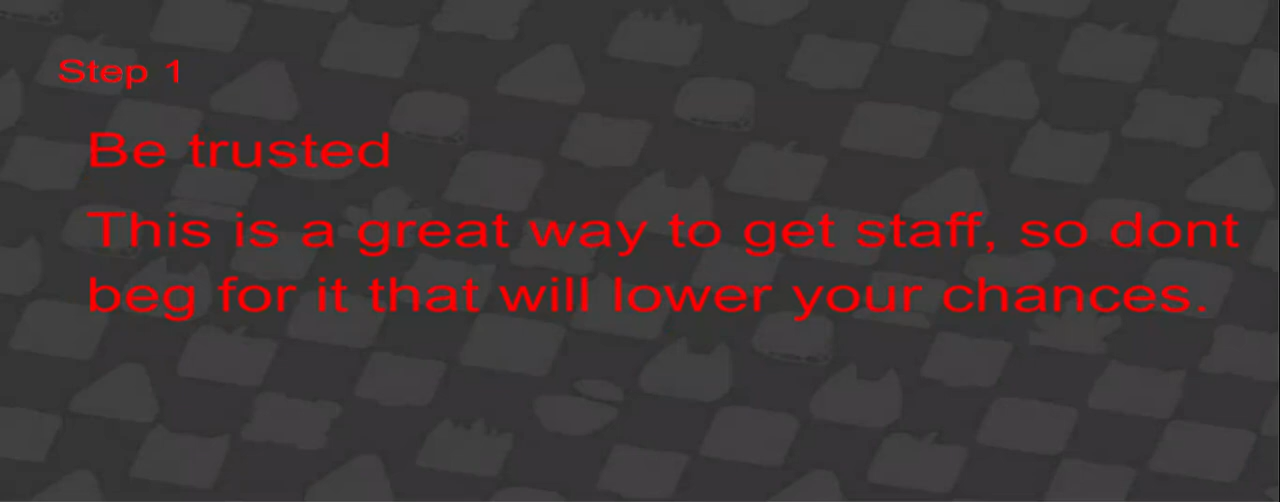 Step 1
Be trusted
This is a great way to get staff, so dont
beg for it that will lower your chances.